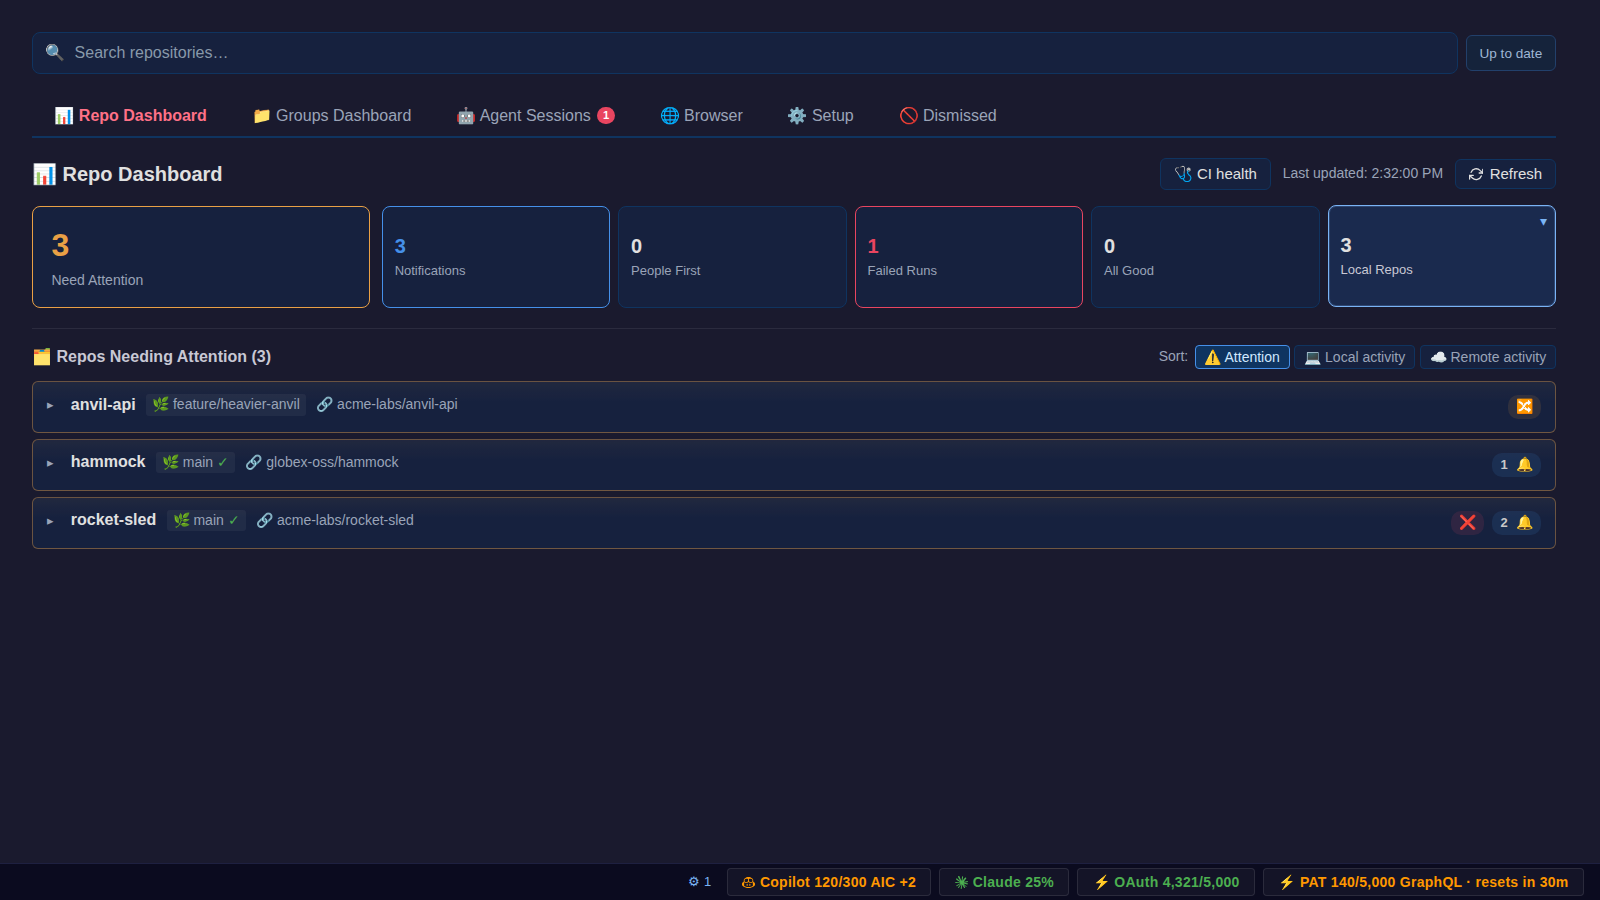 Search repositories…
Up to date
Repo Dashboard
Groups Dashboard
Agent Sessions 1
Browser
Setup
Dismissed
Repo Dashboard
CI health
Last updated: 2:32:00 PM
Refresh
3
Need Attention
3
Notifications
0
People First
1
Failed Runs
0
All Good
3
Local Repos
Repos Needing Attention (3)
Sort:
Attention
Local activity
Remote activity
anvil-api feature/heavier-anvil acme-labs/anvil-api
hammock main ✓ globex-oss/hammock 1
rocket-sled main ✓ acme-labs/rocket-sled 2
1
Copilot 120/300 AIC +2
Claude 25%
OAuth 4,321/5,000
PAT 140/5,000 GraphQL · resets in 30m